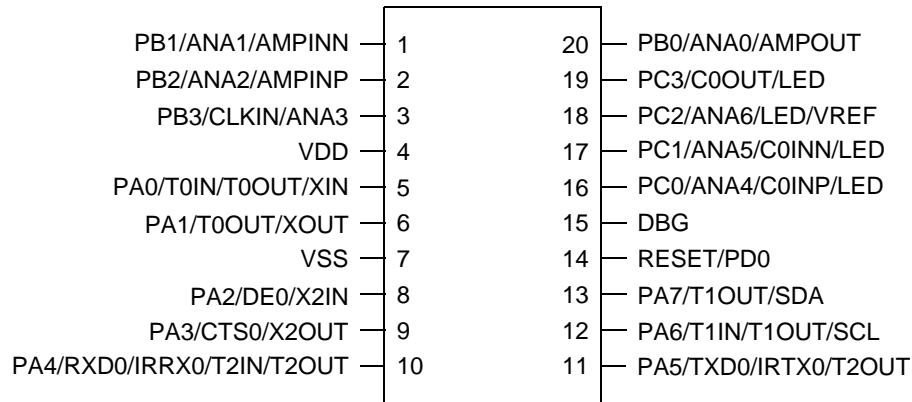 PB1/ANA1/AMPINN 1 20 PB0/ANA0/AMPOUT
PB2/ANA2/AMPINP 2 19 PC3/C0OUT/LED
PB3/CLKIN/ANA3 3 18 PC2/ANA6/LED/VREF
VDD 4 17 PC1/ANA5/C0INN/LED
PA0/T0IN/T0OUT/XIN 5 16 PC0/ANA4/C0INP/LED
PA1/T0OUT/XOUT 6 15 DBG
VSS 7 14 RESET/PD0
PA2/DE0/X2IN 8 13 PA7/T1OUT/SDA
PA3/CTS0/X2OUT 9 12 PA6/T1IN/T1OUT/SCL
PA4/RXD0/IRRX0/T2IN/T2OUT 10 11 PA5/TXD0/IRTX0/T2OUT